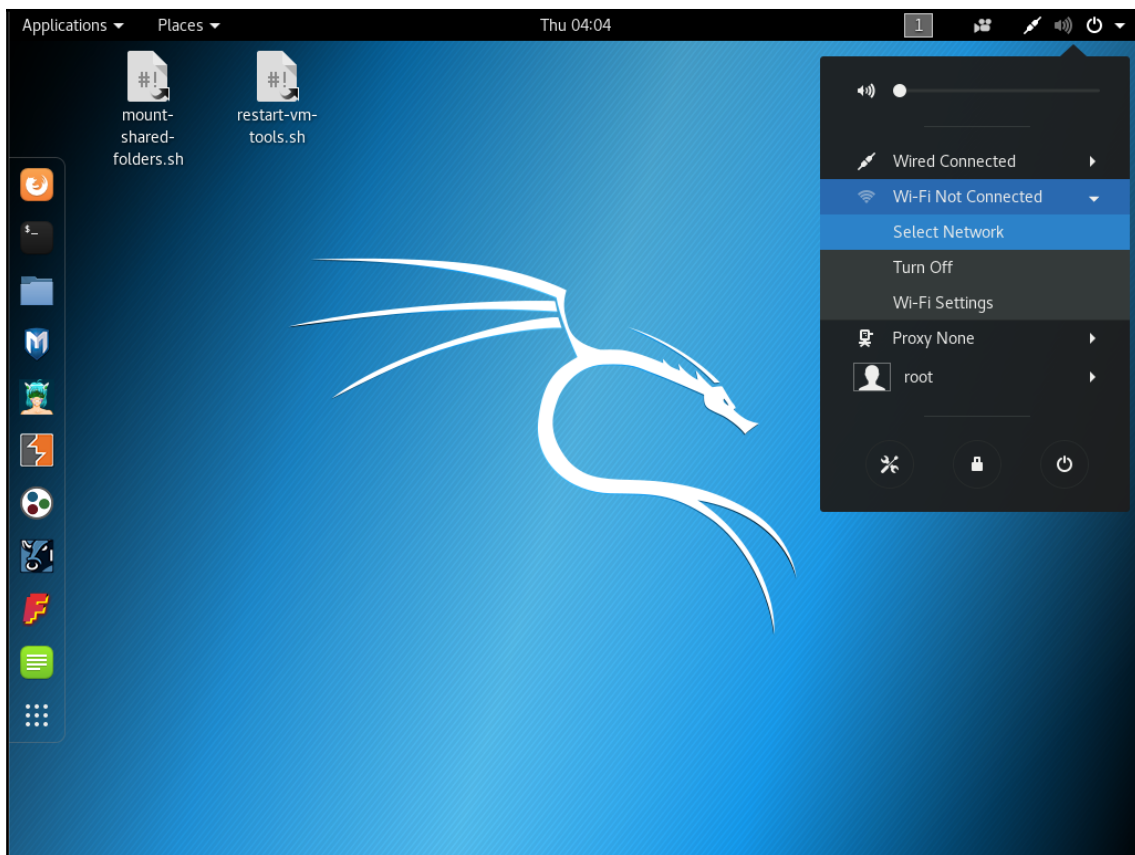 Applications
Places
Thu 04:04
1
#!
mount-
shared-
folders.sh
#!
restart-vm-
tools.sh
$_
M
Wired Connected
Wi-Fi Not Connected
Select Network
Turn Off
Wi-Fi Settings
Proxy None
root